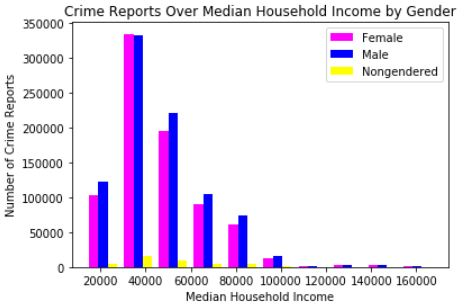 Crime Reports Over Median Household Income by Gender
Female
Male
Nongendered
350000
300000
250000
200000
150000
100000
50000
0
Number of Crime Reports
20000 40000 60000 80000 100000 120000 140000 160000
Median Household Income